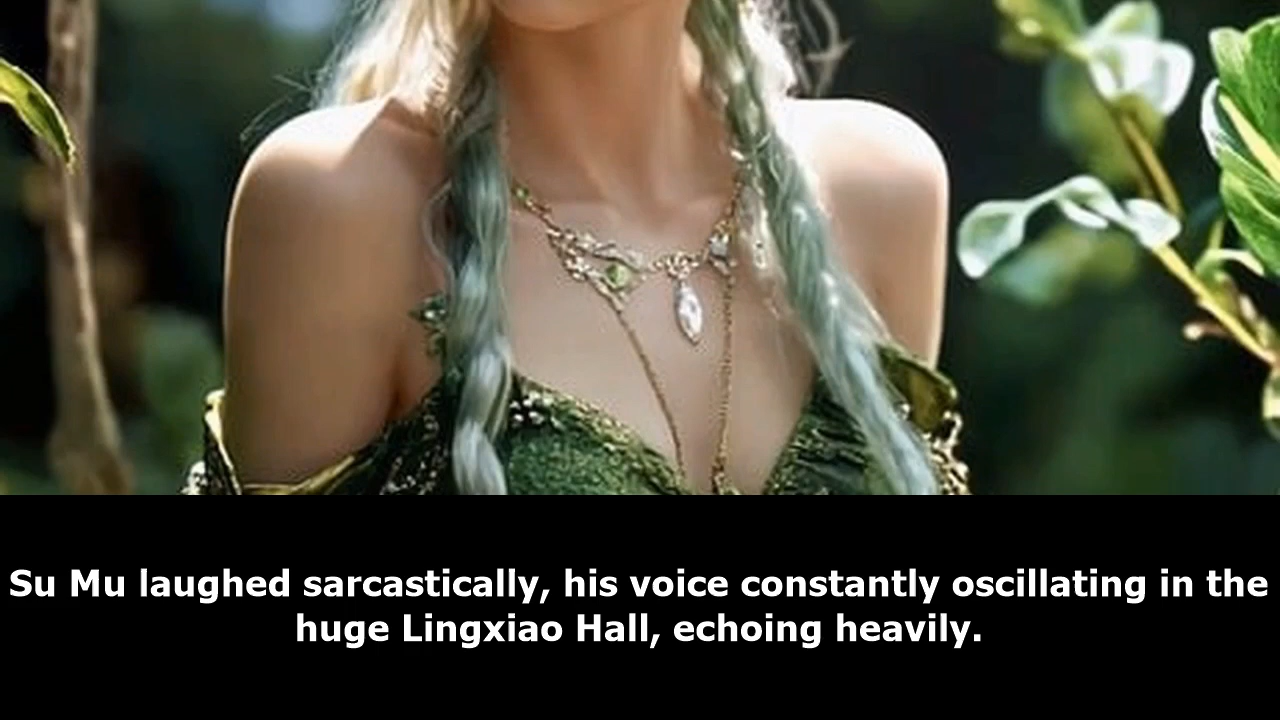 Su Mu laughed sarcastically, his voice constantly oscillating in the
huge Lingxiao Hall, echoing heavily.